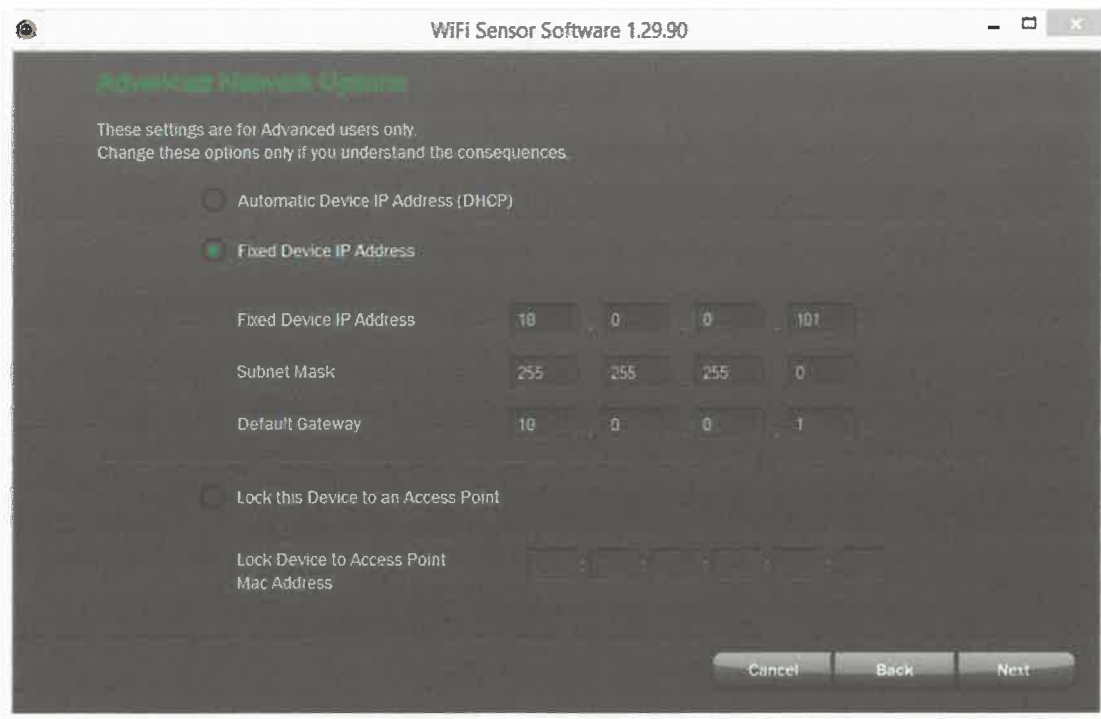 WiFi Sensor Software 1.29.90
Advanced Network Options
These settings are for Advanced users only.
Change these options only if you understand the consequences.
Automatic Device IP Address (DHCP)
Fixed Device IP Address
Fixed Device IP Address 10 . 0 . 0 . 101
Subnet Mask 255 255 255 0
Default Gateway 10 . 0 . 0 . 1
Lock this Device to an Access Point
Lock Device to Access Point
Mac Address : : : : :
Cancel Back Next